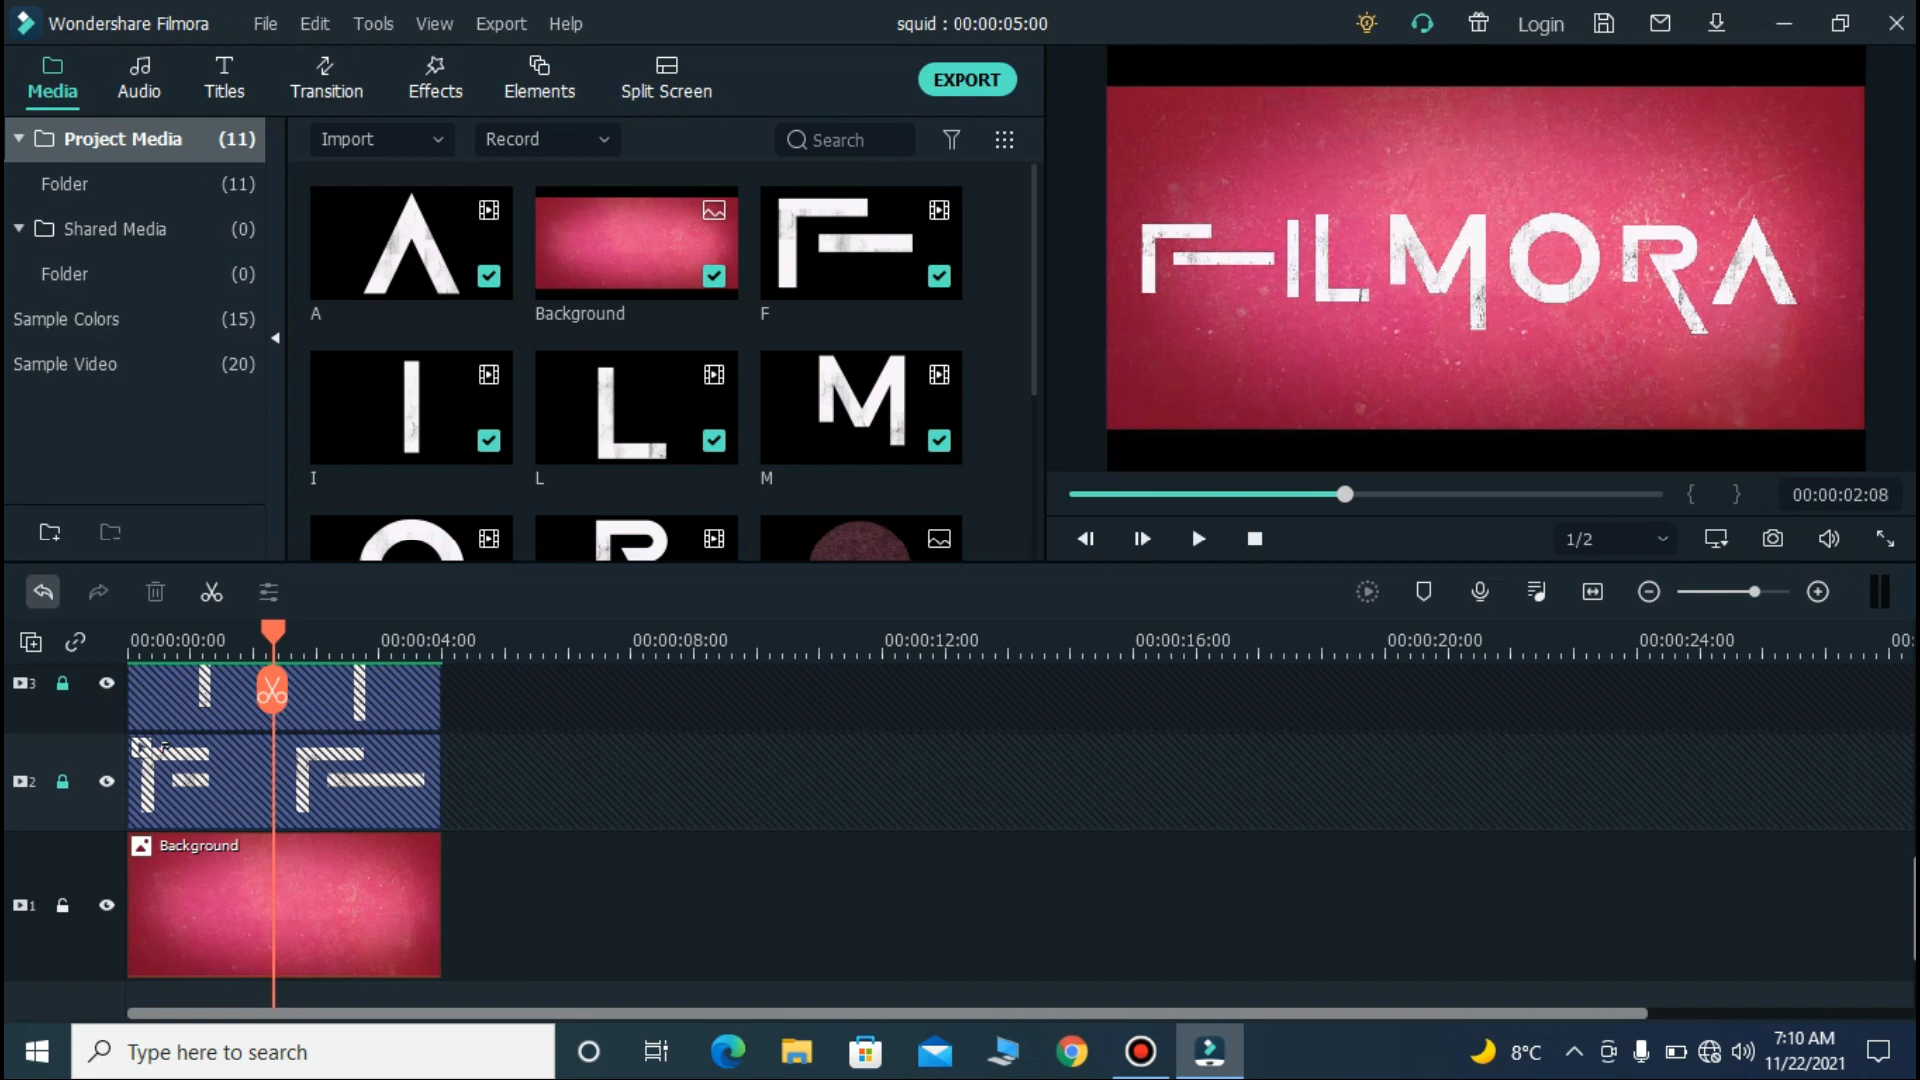 Wondershare Filmora File Edit Tools View Export Help squid : 00:00:05:00 Login
Media Audio Titles Transition Effects Elements Split Screen EXPORT
Project Media (11)
Folder (11)
Shared Media (0)
Folder (0)
Sample Colors (15)
Sample Video (20)
Import Record Search
A Background F
I L M
FILMORA
{ } 00:00:02:08
1/2
00:00:00:00 00:00:04:00 00:00:08:00 00:00:12:00 00:00:16:00 00:00:20:00 00:00:24:00 00:
3
2 F
1 Background
Type here to search
8°C
7:10 AM
11/22/2021